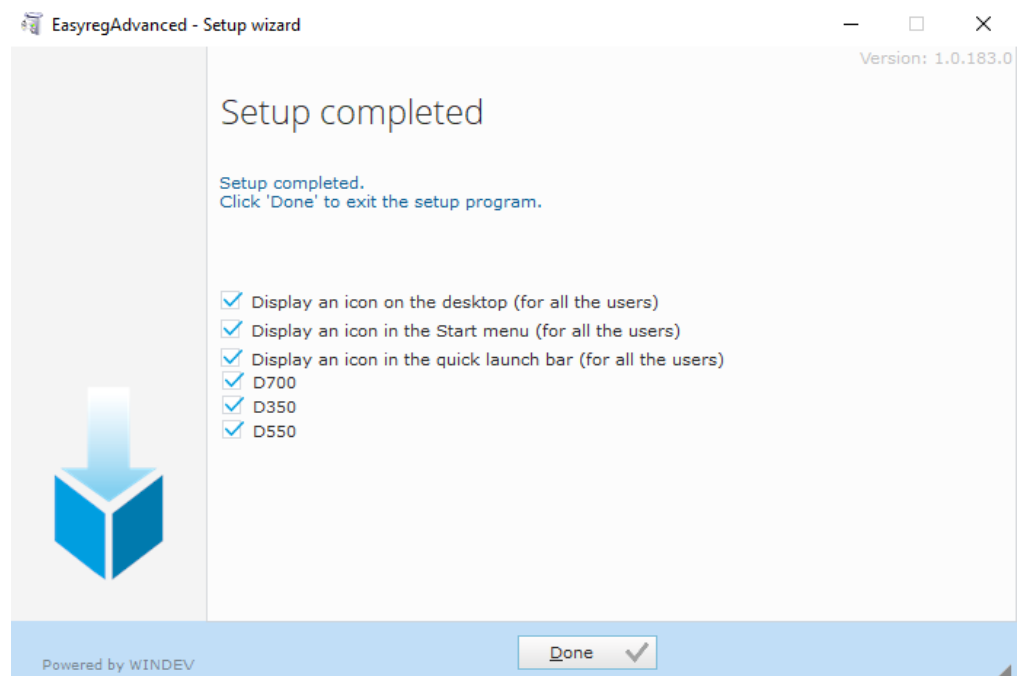 EasyregAdvanced - Setup wizard
Version: 1.0.183.0
Setup completed
Setup completed.
Click 'Done' to exit the setup program.
Display an icon on the desktop (for all the users)
Display an icon in the Start menu (for all the users)
Display an icon in the quick launch bar (for all the users)
D700
D350
D550
Done
Powered by WINDEV